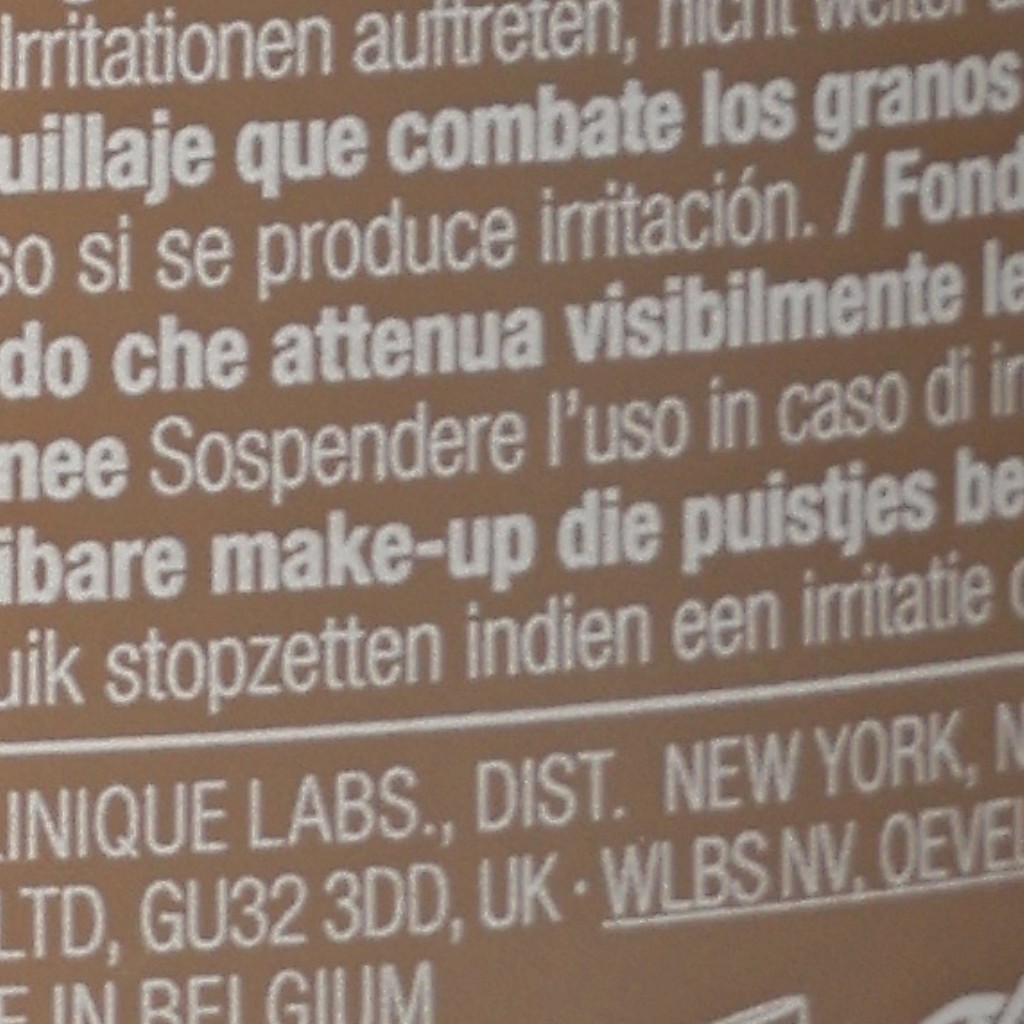 Irritationen auftreten, nicht weiter
uillaje que combate los granos
so si se produce irritación. / Fond
do che attenua visibilmente le
nee Sospendere l'uso in caso di ir
ibare make-up die puistjes be
uik stopzetten indien een irritatie
LINIQUE LABS., DIST. NEW YORK, N
LTD, GU32 3DD, UK · WLBS NV, OEVEL
E IN BELGIUM